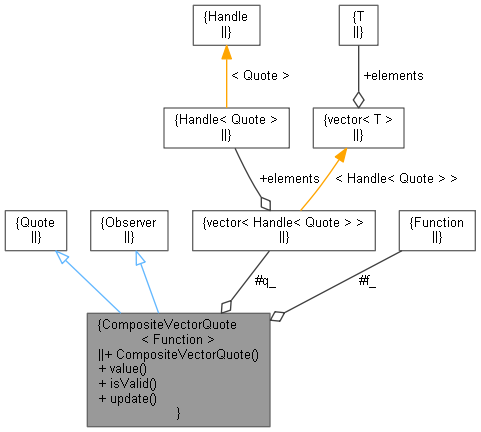 {Handle
||}
{T
||}
< Quote >
+elements
{Handle< Quote >
||}
{vector< T >
||}
+elements
< Handle< Quote > >
{Quote
||}
{Observer
||}
{vector< Handle< Quote > >
||}
{Function
||}
#q_
#f_
{CompositeVectorQuote
< Function >
||+ CompositeVectorQuote()
+ value()
+ isValid()
+ update()
}